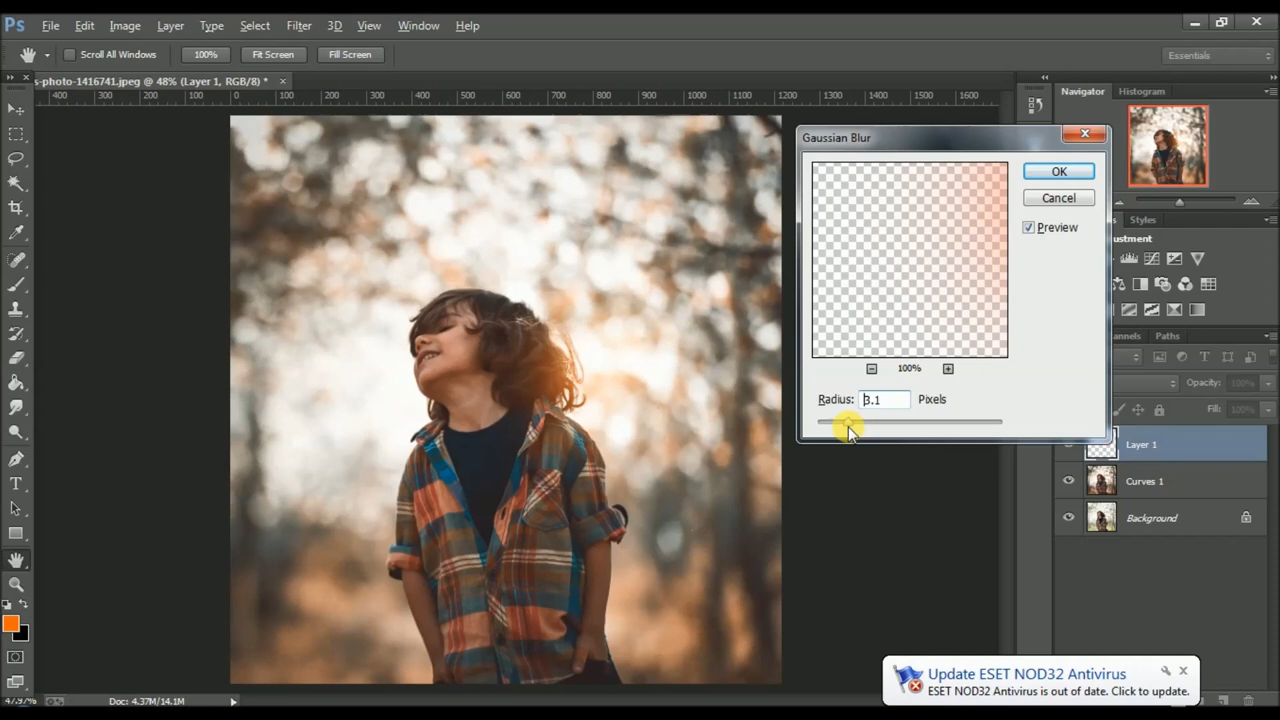 Ps File Edit Image Layer Type Select Filter 3D View Window Help
Scroll All Windows 100% Fit Screen Fill Screen Essentials
s-photo-1416741.jpeg @ 48% (Layer 1, RGB/8) *
400 300 200 100 0 100 200 300 400 500 600 700 800 900 1000 1100 1200 1300 1400 1500 1600
Navigator Histogram
Gaussian Blur
OK
Cancel
Preview
100%
Radius: 3.1 Pixels
Styles
ustment
annels Paths
Opacity: 100%
Fill: 100%
Layer 1
Curves 1
Background
T
47.97% Doc: 4.37M/14.1M
Update ESET NOD32 Antivirus
ESET NOD32 Antivirus is out of date. Click to update.